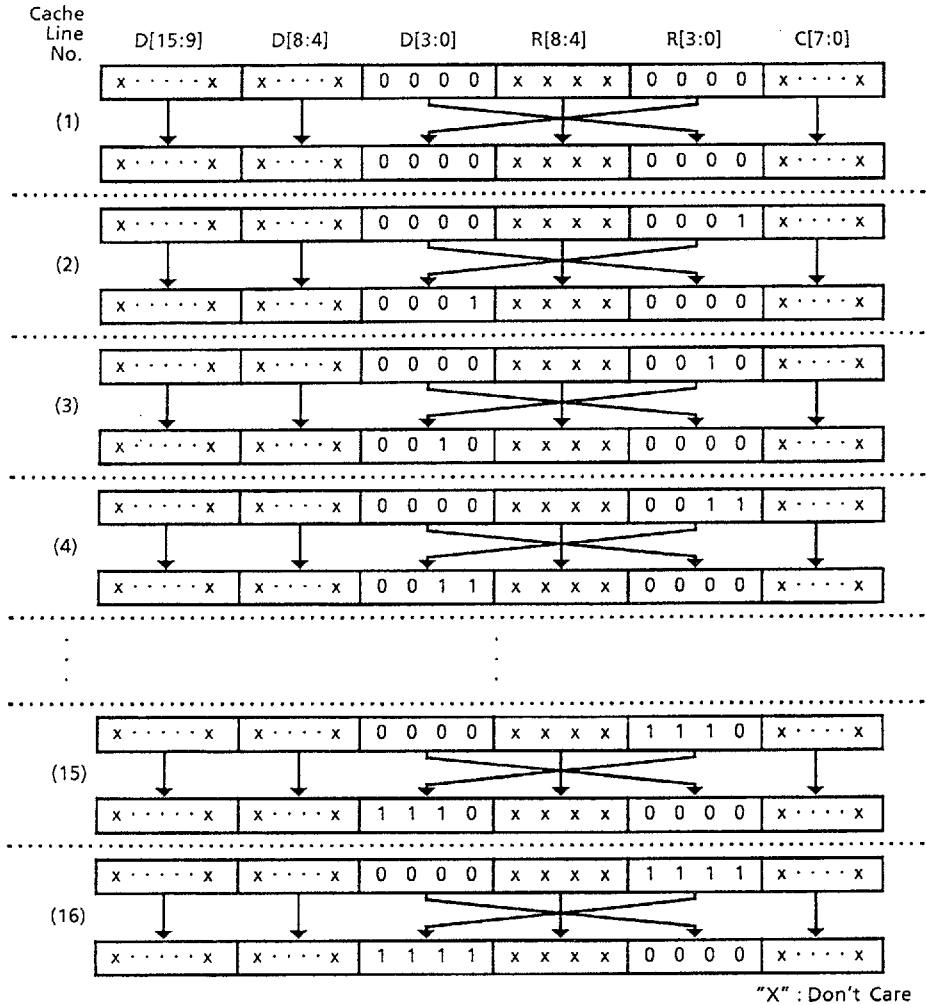 Cache
Line
No.
D[15:9] D[8:4] D[3:0] R[8:4] R[3:0] C[7:0]
x · · · · · x x · · · · x 0 0 0 0 x x x x 0 0 0 0 x · · · · x
(1)
x · · · · · x x · · · · x 0 0 0 0 x x x x 0 0 0 0 x · · · · x
x · · · · · x x · · · · x 0 0 0 0 x x x x 0 0 0 1 x · · · · x
(2)
x · · · · · x x · · · · x 0 0 0 1 x x x x 0 0 0 0 x · · · · x
x · · · · · x x · · · · x 0 0 0 0 x x x x 0 0 1 0 x · · · · x
(3)
x · · · · · x x · · · · x 0 0 1 0 x x x x 0 0 0 0 x · · · · x
x · · · · · x x · · · · x 0 0 0 0 x x x x 0 0 1 1 x · · · · x
(4)
x · · · · · x x · · · · x 0 0 1 1 x x x x 0 0 0 0 x · · · · x
x · · · · · x x · · · · x 0 0 0 0 x x x x 1 1 1 0 x · · · · x
(15)
x · · · · · x x · · · · x 1 1 1 0 x x x x 0 0 0 0 x · · · · x
x · · · · · x x · · · · x 0 0 0 0 x x x x 1 1 1 1 x · · · · x
(16)
x · · · · · x x · · · · x 1 1 1 1 x x x x 0 0 0 0 x · · · · x
"X" : Don't Care